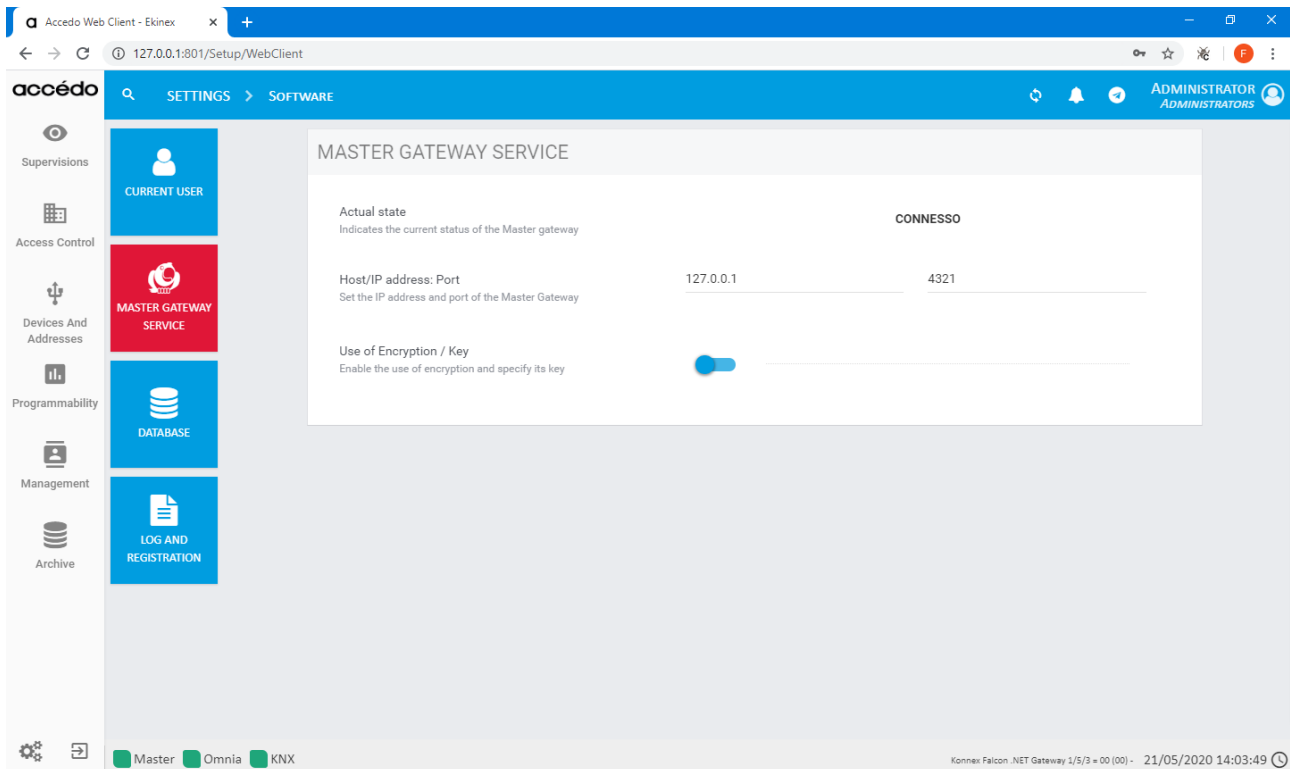 Accedo Web Client - Ekinex
127.0.0.1:801/Setup/WebClient
F
accédo
SETTINGS > SOFTWARE
ADMINISTRATOR
ADMINISTRATORS
Supervisions
Access Control
Devices And
Addresses
Programmability
Management
Archive
CURRENT USER
MASTER GATEWAY
SERVICE
DATABASE
LOG AND
REGISTRATION
MASTER GATEWAY SERVICE
Actual state
Indicates the current status of the Master gateway
CONNESSO
Host/IP address: Port
Set the IP address and port of the Master Gateway
127.0.0.1
4321
Use of Encryption / Key
Enable the use of encryption and specify its key
Master Omnia KNX
Konnex Falcon .NET Gateway 1/5/3 = 00 (00) - 21/05/2020 14:03:49